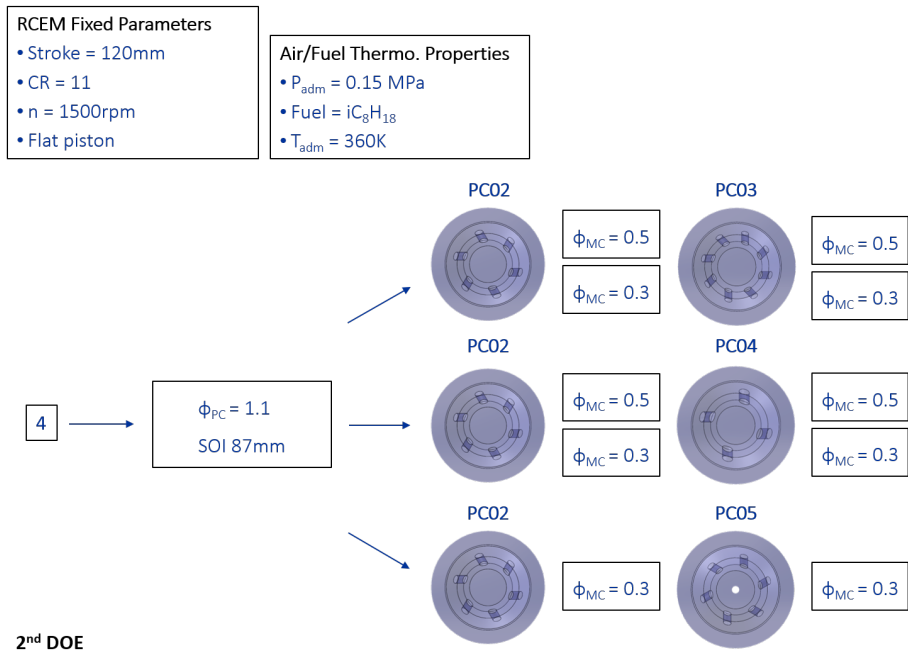 RCEM Fixed Parameters
• Stroke = 120mm
• CR = 11
• n = 1500rpm
• Flat piston
Air/Fuel Thermo. Properties
• Padm = 0.15 MPa
• Fuel = iC8H18
• Tadm = 360K
PC02
ϕMC = 0.5
ϕMC = 0.3
PC03
ϕMC = 0.5
ϕMC = 0.3
4
ϕPC = 1.1
SOI 87mm
PC02
ϕMC = 0.5
ϕMC = 0.3
PC04
ϕMC = 0.5
ϕMC = 0.3
PC02
ϕMC = 0.3
PC05
ϕMC = 0.3
2nd DOE